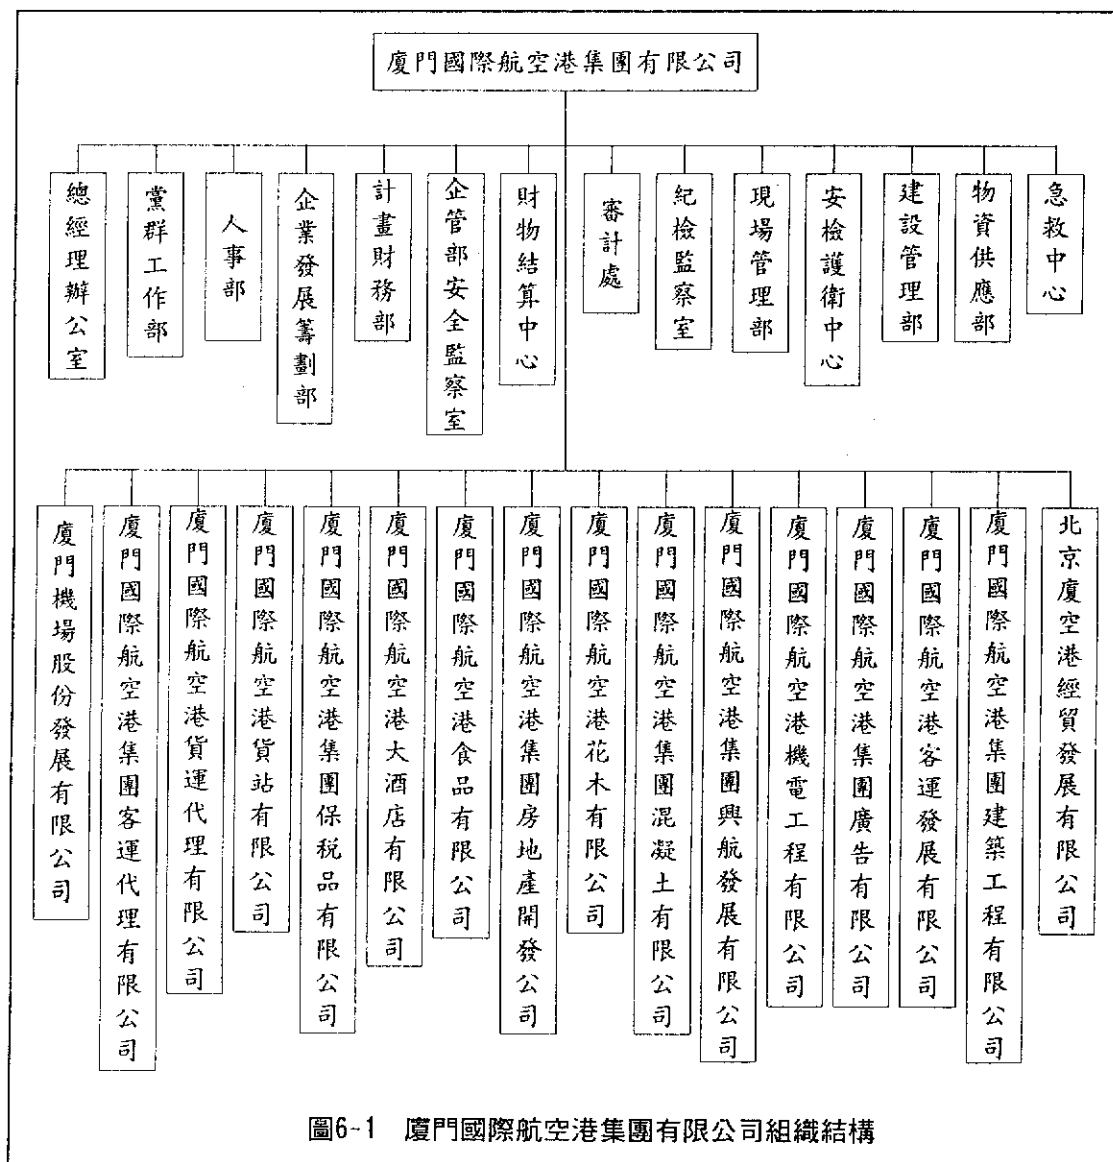 廈門國際航空港集團有限公司
總經理辦公室
黨群工作部
人事部
企業發展籌劃部
計畫財務部
企管部安全監察室
財物結算中心
審計處
紀檢監察室
現場管理部
安檢護衛中心
建設管理部
物資供應部
急救中心
廈門機場股份發展有限公司
廈門國際航空港集團客運代理有限公司
廈門國際航空港貨運代理有限公司
廈門國際航空港貨站有限公司
廈門國際航空港集團保稅品有限公司
廈門國際航空港大酒店有限公司
廈門國際航空港食品有限公司
廈門國際航空港集團房地產開發公司
廈門國際航空港花木有限公司
廈門國際航空港集團混凝土有限公司
廈門國際航空港集團興航發展有限公司
廈門國際航空港機電工程有限公司
廈門國際航空港集團廣告有限公司
廈門國際航空港客運發展有限公司
廈門國際航空港集團建築工程有限公司
北京廈空港經貿發展有限公司
圖6-1 廈門國際航空港集團有限公司組織結構